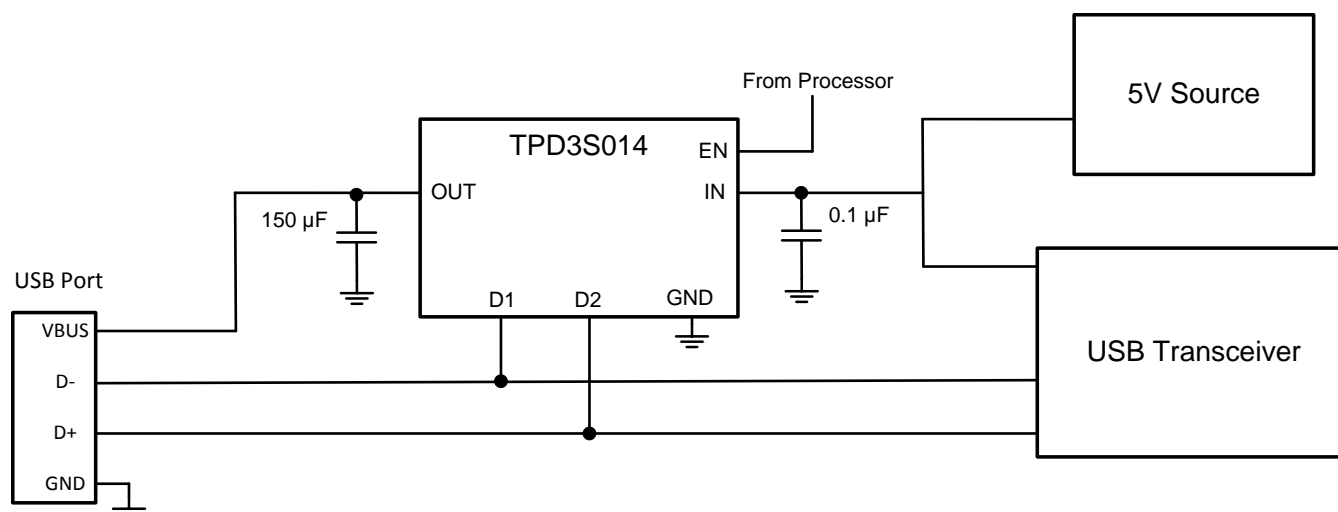 From Processor
5V Source
TPD3S014
EN
OUT
IN
150 µF
0.1 µF
USB Port
D1
D2
GND
VBUS
USB Transceiver
D-
D+
GND